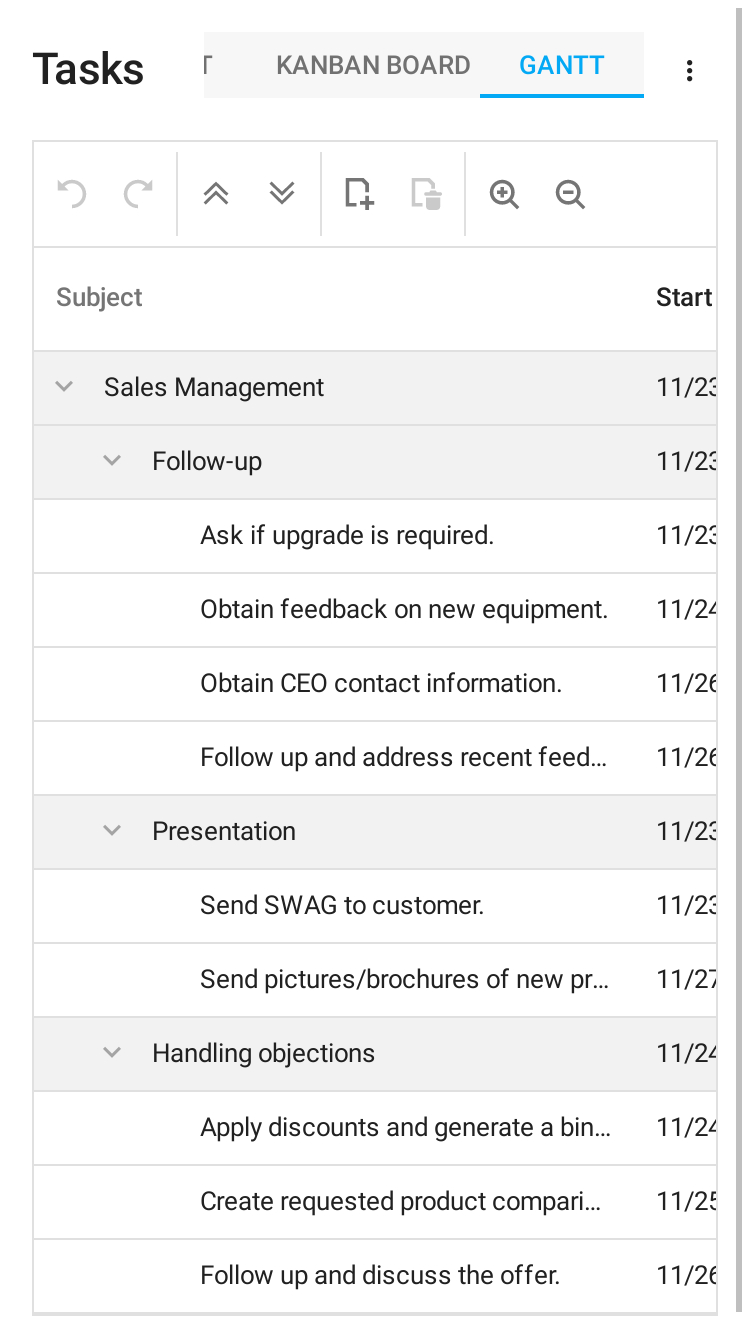 Tasks
T KANBAN BOARD GANTT
Subject Start
Sales Management 11/23
Follow-up 11/23
Ask if upgrade is required. 11/23
Obtain feedback on new equipment. 11/24
Obtain CEO contact information. 11/26
Follow up and address recent feed... 11/26
Presentation 11/23
Send SWAG to customer. 11/23
Send pictures/brochures of new pr... 11/27
Handling objections 11/24
Apply discounts and generate a bin... 11/24
Create requested product compari... 11/25
Follow up and discuss the offer. 11/26